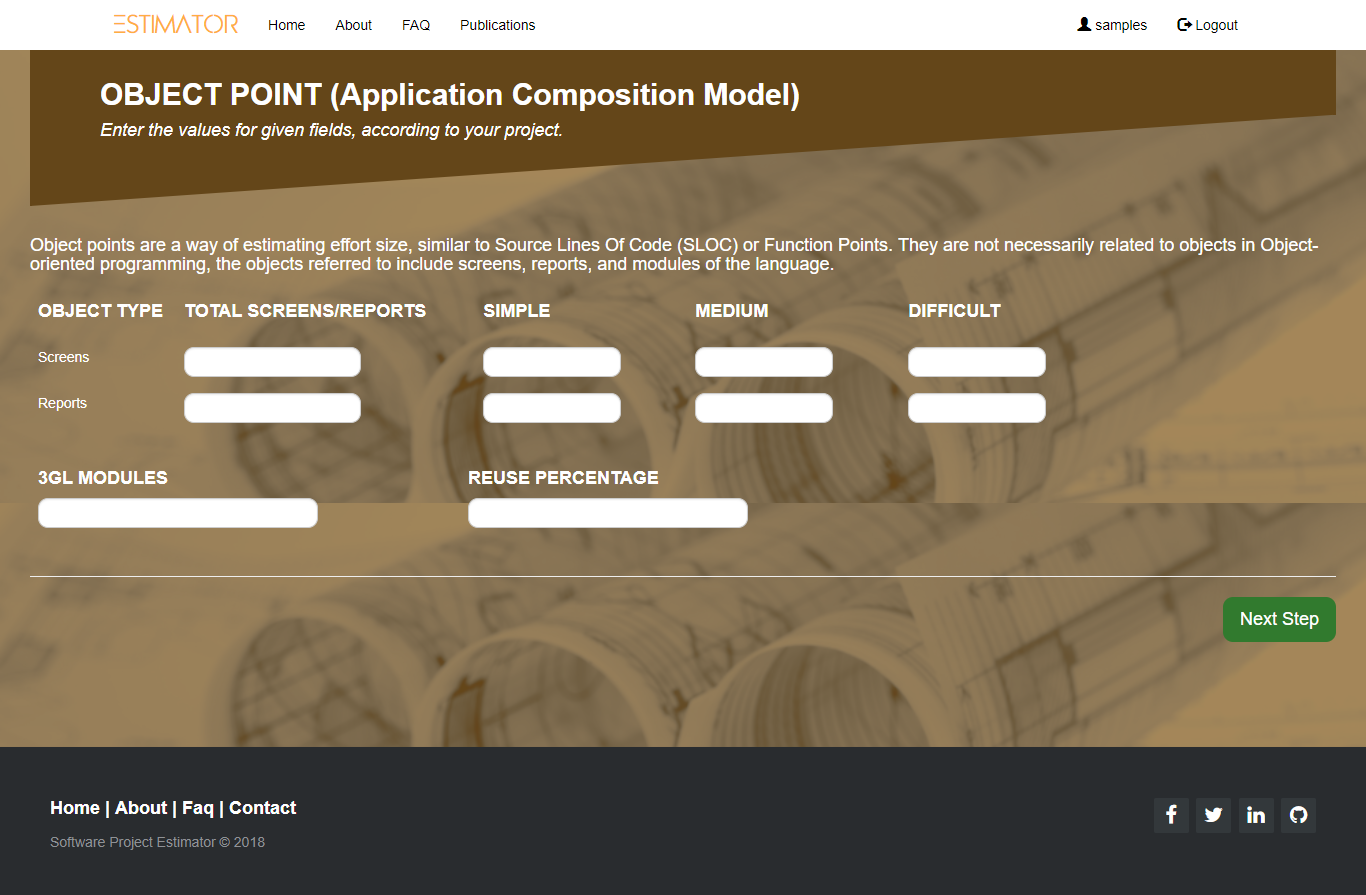 ESTIMATOR Home About FAQ Publications samples Logout
OBJECT POINT (Application Composition Model)
Enter the values for given fields, according to your project.
Object points are a way of estimating effort size, similar to Source Lines Of Code (SLOC) or Function Points. They are not necessarily related to objects in Object-
oriented programming, the objects referred to include screens, reports, and modules of the language.
OBJECT TYPE TOTAL SCREENS/REPORTS SIMPLE MEDIUM DIFFICULT
Screens
Reports
3GL MODULES REUSE PERCENTAGE
Next Step
Home | About | Faq | Contact
Software Project Estimator © 2018